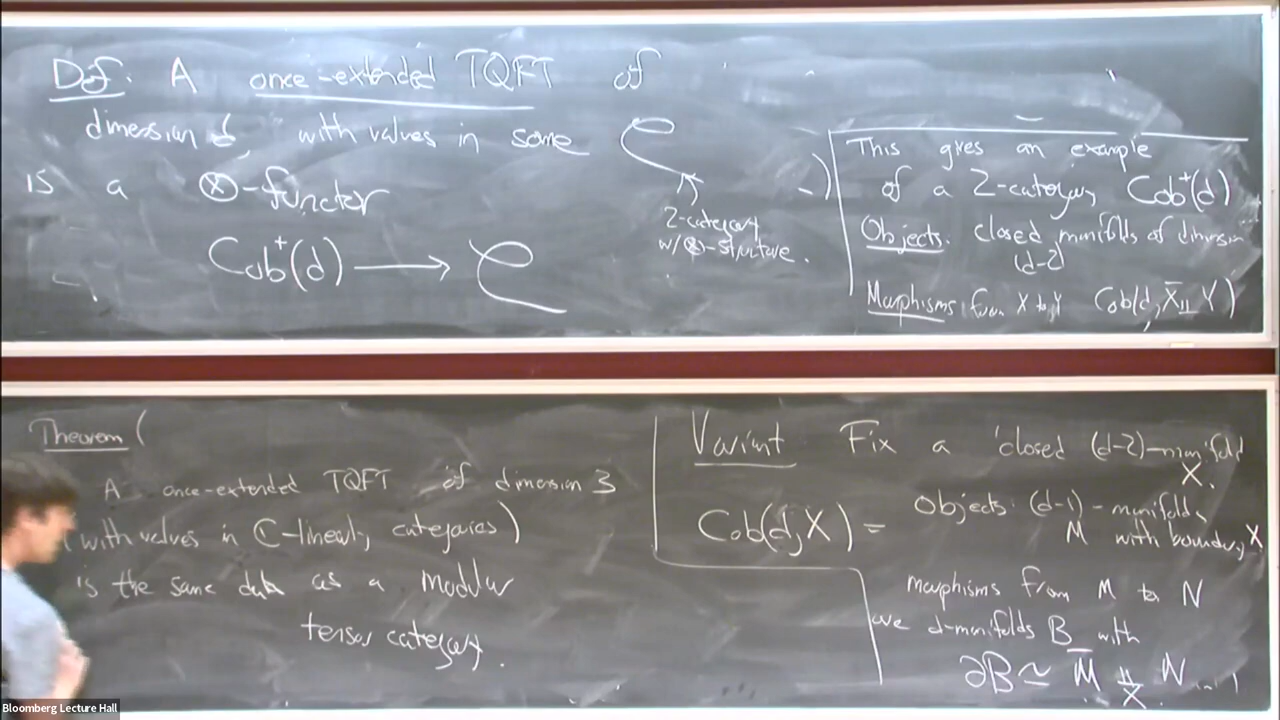 Def: A once-extended TQFT of
dimension d, with values in some C
is a ⊗-functor
Cob⁺(d) → C
2-category
w/ ⊗-structure.
This gives an example
of a 2-category Cob⁺(d)
Objects: closed manifolds of dimension
(d-2)
Morphisms from X to Y Cob(d, X̄ ⨿ Y)
Theorem (
A once-extended TQFT of dimension 3
(with values in C-linear categories)
is the same data as a modular
tensor category.
Variant Fix a closed (d-2)-manifold
X.
Cob(d, X) =
Objects: (d-1)-manifolds
M with boundary X
morphisms from M to N
are d-manifolds B with
∂B ≃ M̄ ⨿ N
X
Bloomberg Lecture Hall